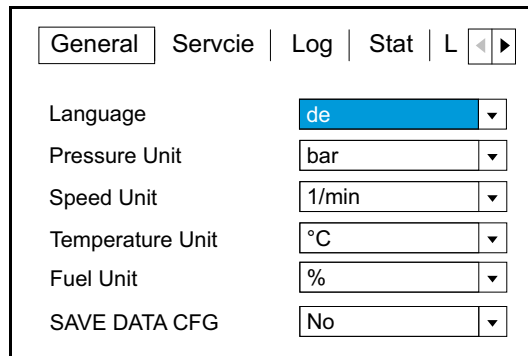 General Servcie Log Stat L
Language de
Pressure Unit bar
Speed Unit 1/min
Temperature Unit °C
Fuel Unit %
SAVE DATA CFG No